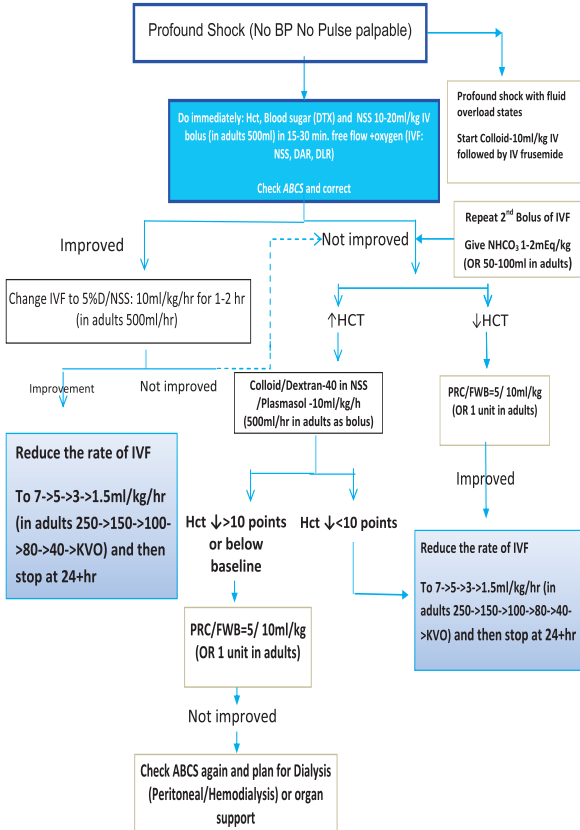 Profound Shock (No BP No Pulse palpable)
Profound shock with fluid
overload states
Start Colloid-10ml/kg IV
followed by IV frusemide
Do immediately: Hct, Blood sugar (DTX) and NSS 10-20ml/kg IV
bolus (in adults 500ml) in 15-30 min. free flow +oxygen (IVF:
NSS, DAR, DLR)
Check ABCS and correct
Repeat 2nd Bolus of IVF
Give NHCO3 1-2mEq/kg
(OR 50-100ml in adults)
Improved
Not improved
Change IVF to 5%D/NSS: 10ml/kg/hr for 1-2 hr
(in adults 500ml/hr)
↑HCT
↓HCT
Improvement
Not improved
Colloid/Dextran-40 in NSS
/Plasmasol -10ml/kg/h
(500ml/hr in adults as bolus)
PRC/FWB=5/ 10ml/kg
(OR 1 unit in adults)
Reduce the rate of IVF
To 7->5->3->1.5ml/kg/hr
(in adults 250->150->100-
>80->40->KVO) and then
stop at 24+hr
Improved
Hct ↓>10 points
or below
baseline
Hct ↓<10 points
Reduce the rate of IVF
To 7->5->3->1.5ml/kg/hr (in
adults 250->150->100->80->40-
>KVO) and then stop at 24+hr
PRC/FWB=5/ 10ml/kg
(OR 1 unit in adults)
Not improved
Check ABCS again and plan for Dialysis
(Peritoneal/Hemodialysis) or organ
support